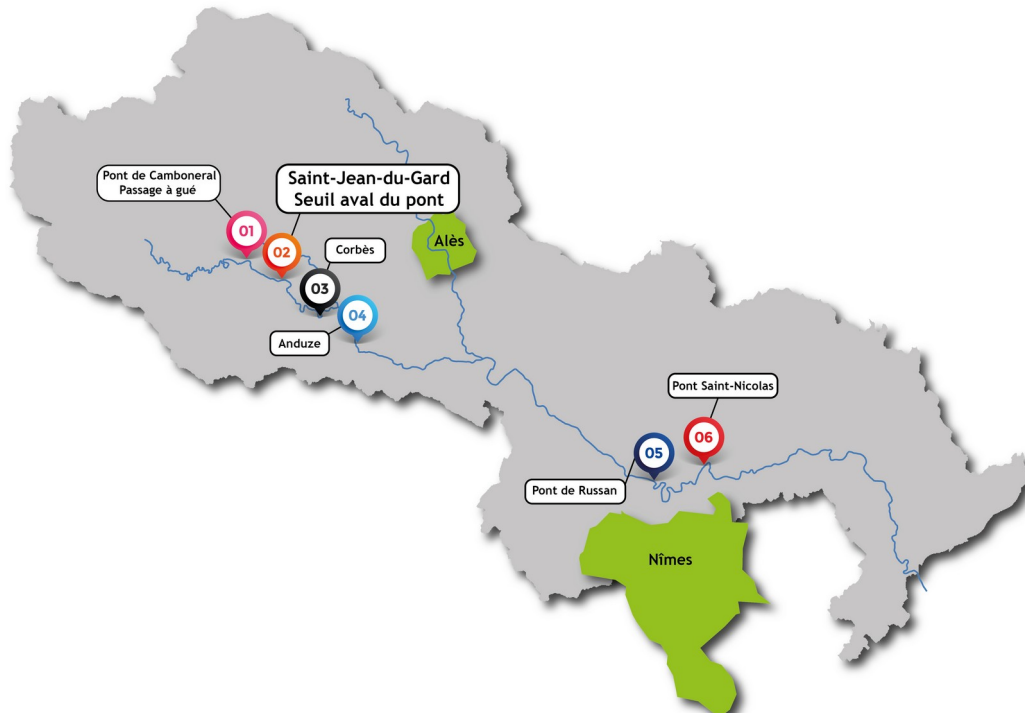 Pont de Camboneral
Passage à gué
Saint-Jean-du-Gard
Seuil aval du pont
01
02
Alès
Corbès
03
04
Anduze
Pont Saint-Nicolas
06
05
Pont de Russan
Nîmes